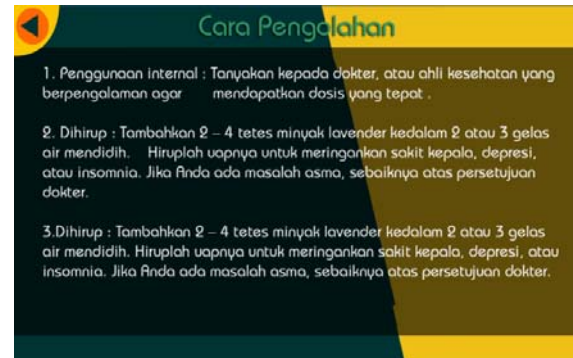 Cara Pengolahan
1. Penggunaan internal : Tanyakan kepada dokter, atau ahli kesehatan yang
berpengalaman agar mendapatkan dosis yang tepat .
2. Dihirup : Tambahkan 2 – 4 tetes minyak lavender kedalam 2 atau 3 gelas
air mendidih. Hiruplah uapnya untuk meringankan sakit kepala, depresi,
atau insomnia. Jika Anda ada masalah asma, sebaiknya atas persetujuan
dokter.
3.Dihirup : Tambahkan 2 – 4 tetes minyak lavender kedalam 2 atau 3 gelas
air mendidih. Hiruplah uapnya untuk meringankan sakit kepala, depresi, atau
insomnia. Jika Anda ada masalah asma, sebaiknya atas persetujuan dokter.